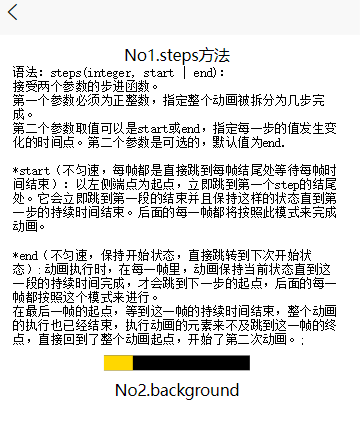 No1.steps方法
语法：steps(integer, start | end)：
接受两个参数的步进函数。
第一个参数必须为正整数，指定整个动画被拆分为几步完
成。
第二个参数取值可以是start或end，指定每一步的值发生变
化的时间点。第二个参数是可选的，默认值为end.
*start（不匀速，每帧都是直接跳到每帧结尾处等待每帧时
间结束）：以左侧端点为起点，立即跳到第一个step的结尾
处。它会立即跳到第一段的结束并且保持这样的状态直到第
一步的持续时间结束。后面的每一帧都将按照此模式来完成
动画。
*end（不匀速，保持开始状态，直接跳转到下次开始状
态）:动画执行时，在每一帧里，动画保持当前状态直到这
一段的持续时间完成，才会跳到下一步的起点，后面的每一
帧都按照这个模式来进行。
在最后一帧的起点，等到这一帧的持续时间结束，整个动画
的执行也已经结束，执行动画的元素来不及跳到这一帧的终
点，直接回到了整个动画起点，开始了第二次动画。;
No2.background